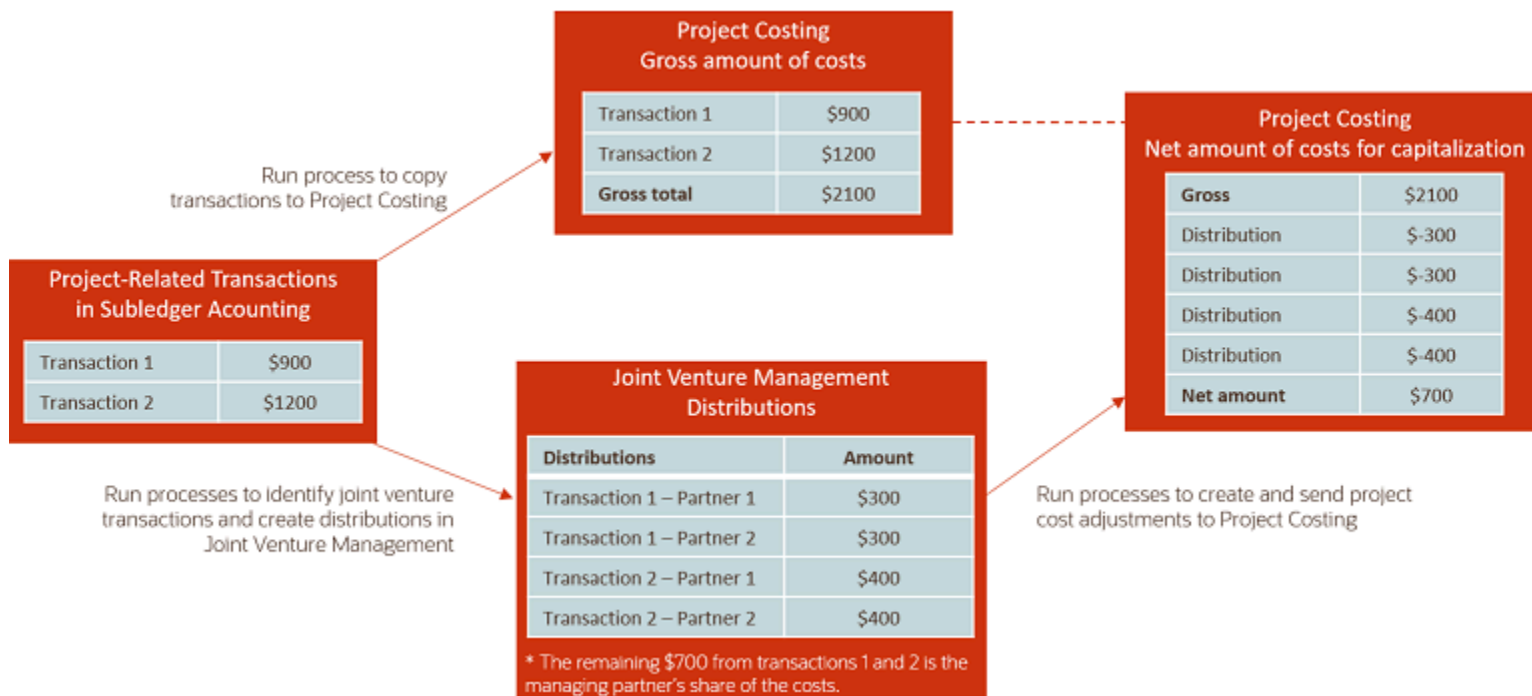 Project Costing
Gross amount of costs
Transaction 1 $900
Transaction 2 $1200
Gross total $2100
Project Costing
Net amount of costs for capitalization
Gross $2100
Distribution $-300
Distribution $-300
Distribution $-400
Distribution $-400
Net amount $700
Run process to copy
transactions to Project Costing
Project-Related Transactions
in Subledger Acounting
Transaction 1 $900
Transaction 2 $1200
Joint Venture Management
Distributions
Distributions Amount
Transaction 1 – Partner 1 $300
Transaction 1 – Partner 2 $300
Transaction 2 – Partner 1 $400
Transaction 2 – Partner 2 $400
* The remaining $700 from transactions 1 and 2 is the
managing partner's share of the costs.
Run processes to identify joint venture
transactions and create distributions in
Joint Venture Management
Run processes to create and send project
cost adjustments to Project Costing